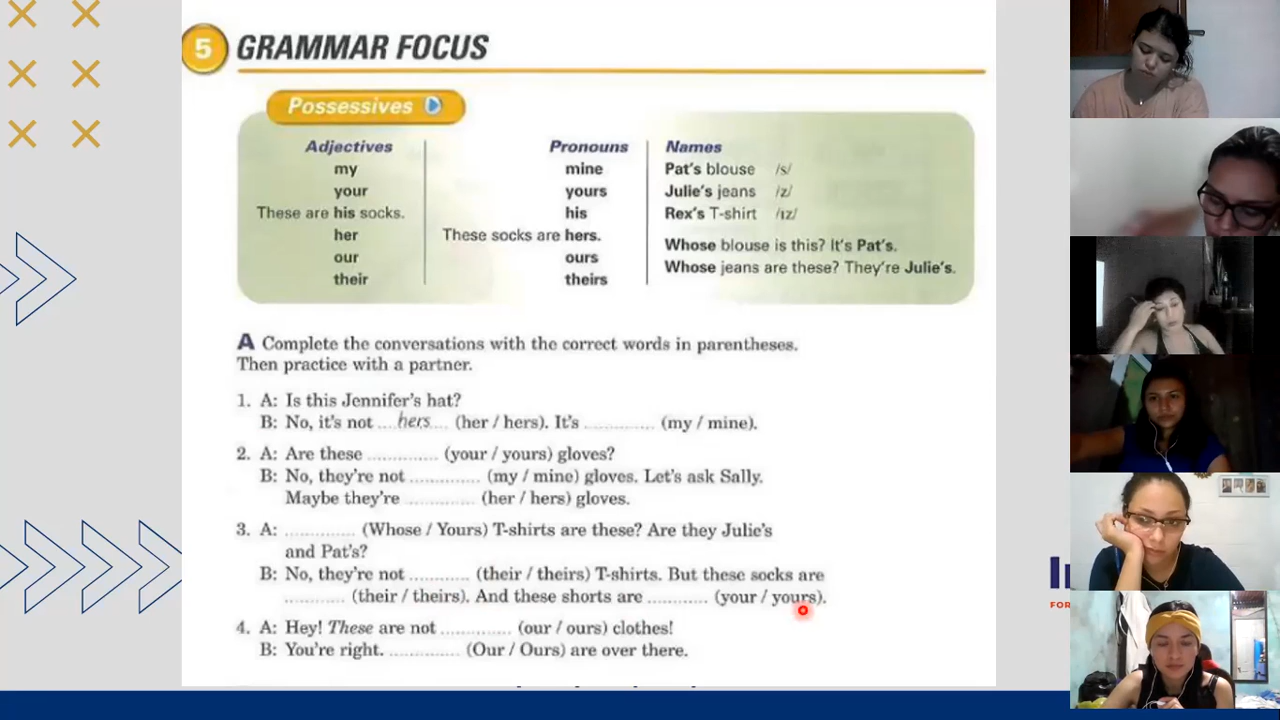 5 GRAMMAR FOCUS
Possessives
Adjectives Pronouns Names
my mine Pat's blouse /s/
your yours Julie's jeans /z/
These are his socks. his Rex's T-shirt /ɪz/
her These socks are hers.
Whose blouse is this? It's Pat's.
our ours
Whose jeans are these? They're Julie's.
their theirs
A Complete the conversations with the correct words in parentheses.
Then practice with a partner.
1. A: Is this Jennifer's hat?
B: No, it's not ...hers... (her / hers). It's ............ (my / mine).
2. A: Are these ............ (your / yours) gloves?
B: No, they're not ............ (my / mine) gloves. Let's ask Sally.
Maybe they're ............ (her / hers) gloves.
3. A: ............ (Whose / Yours) T-shirts are these? Are they Julie's
and Pat's?
B: No, they're not ............ (their / theirs) T-shirts. But these socks are
............ (their / theirs). And these shorts are ............ (your / yours).
4. A: Hey! These are not ............ (our / ours) clothes!
B: You're right. ............ (Our / Ours) are over there.
FOR